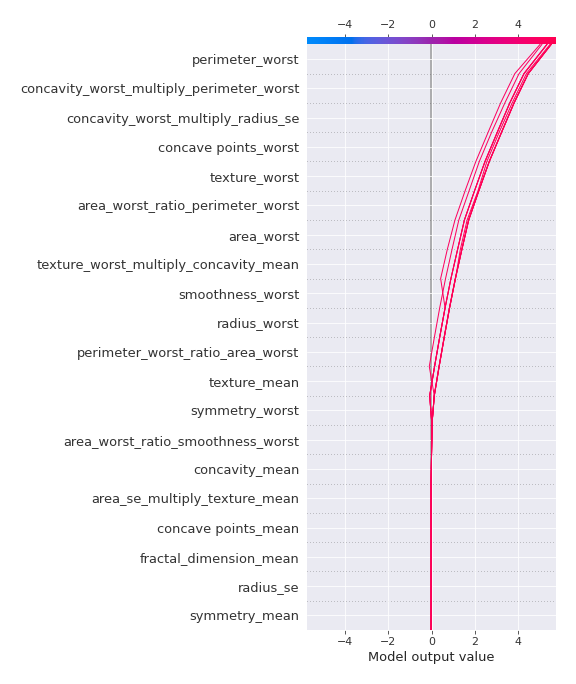 −4 −2 0 2 4
perimeter_worst
concavity_worst_multiply_perimeter_worst
concavity_worst_multiply_radius_se
concave points_worst
texture_worst
area_worst_ratio_perimeter_worst
area_worst
texture_worst_multiply_concavity_mean
smoothness_worst
radius_worst
perimeter_worst_ratio_area_worst
texture_mean
symmetry_worst
area_worst_ratio_smoothness_worst
concavity_mean
area_se_multiply_texture_mean
concave points_mean
fractal_dimension_mean
radius_se
symmetry_mean
−4 −2 0 2 4
Model output value